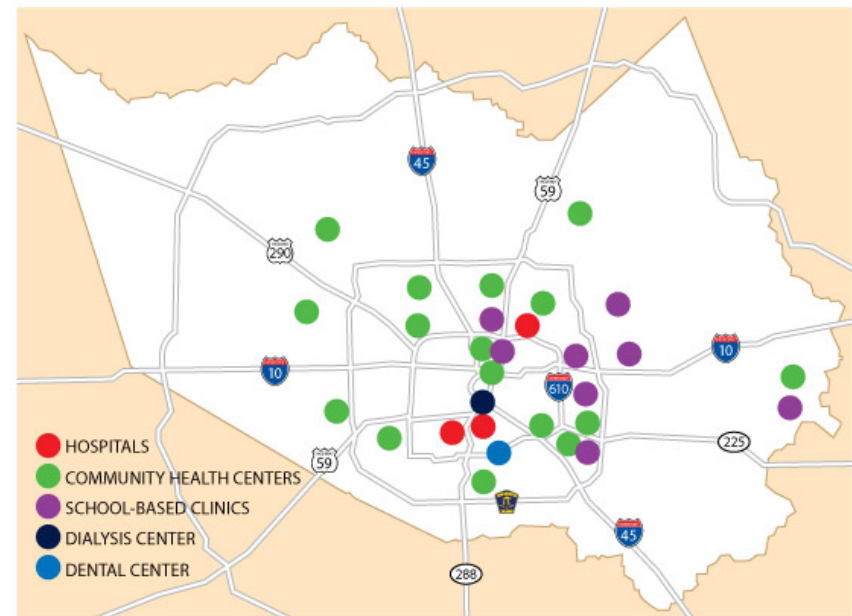 45
59
290
10
10
610
HOSPITALS
COMMUNITY HEALTH CENTERS
59
225
SCHOOL-BASED CLINICS
DIALYSIS CENTER
45
DENTAL CENTER
288